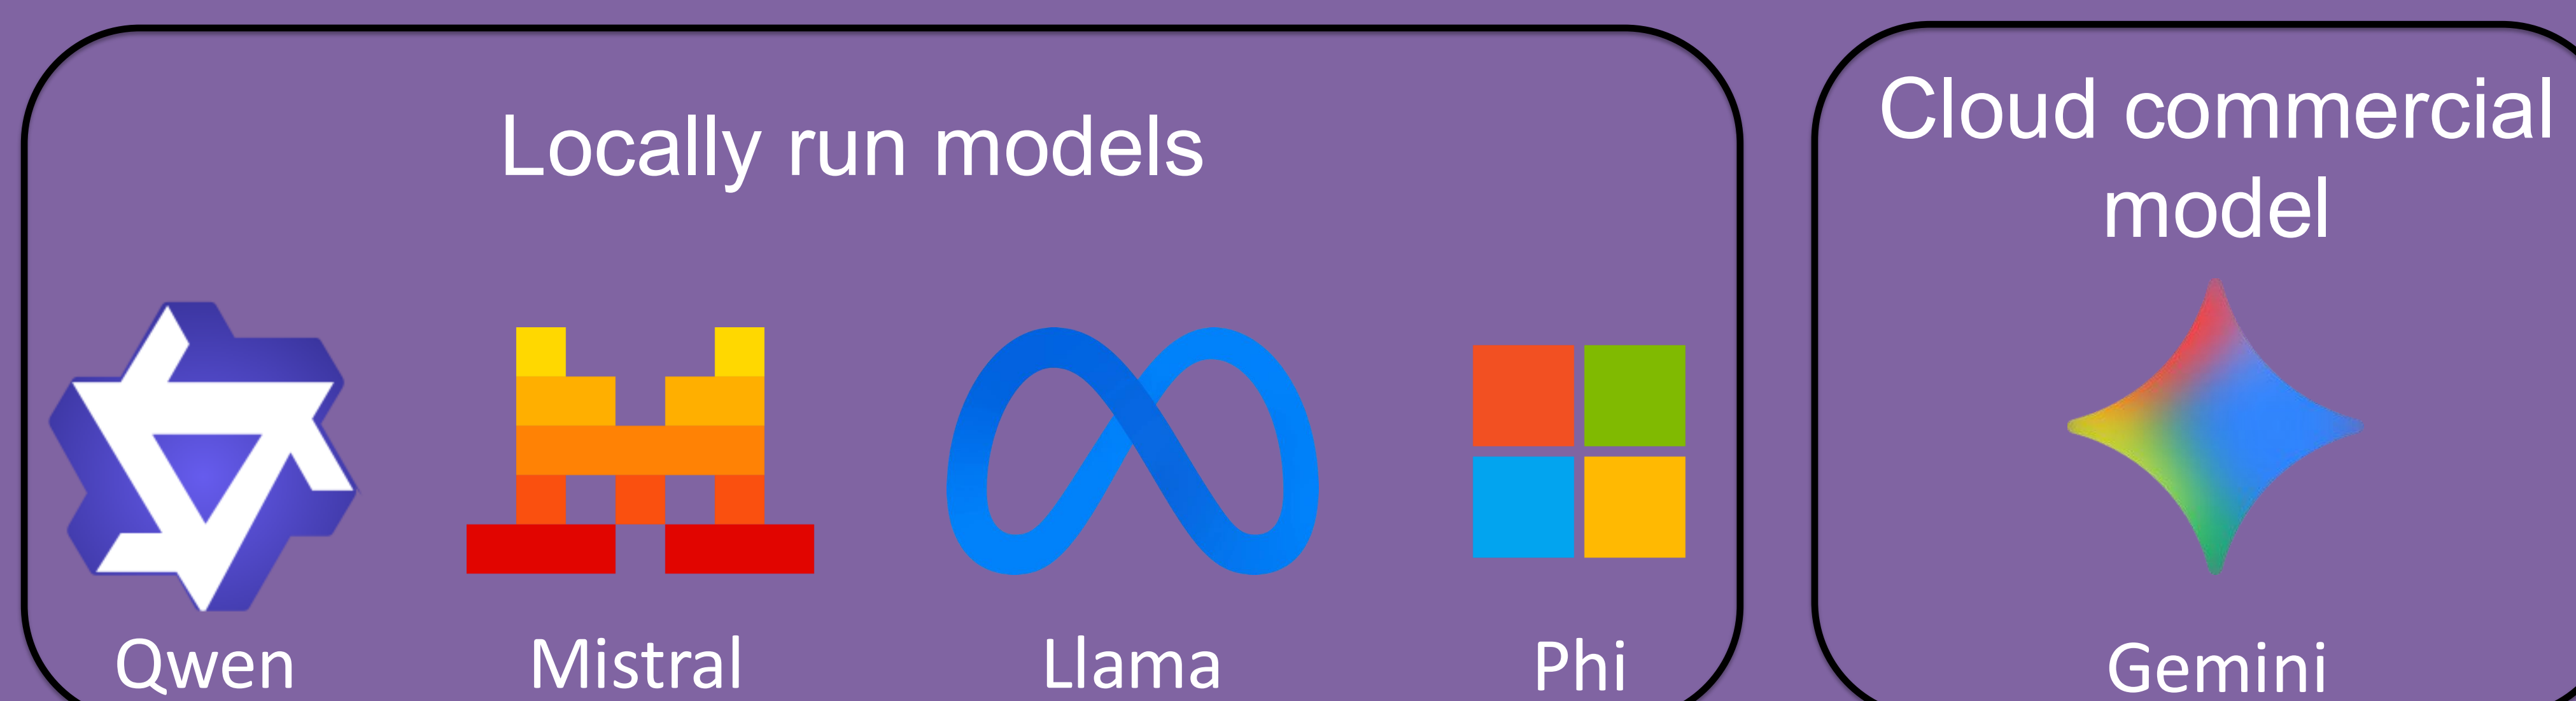 Locally run models
Cloud commercial
model
Qwen
Mistral
Llama
Phi
Gemini